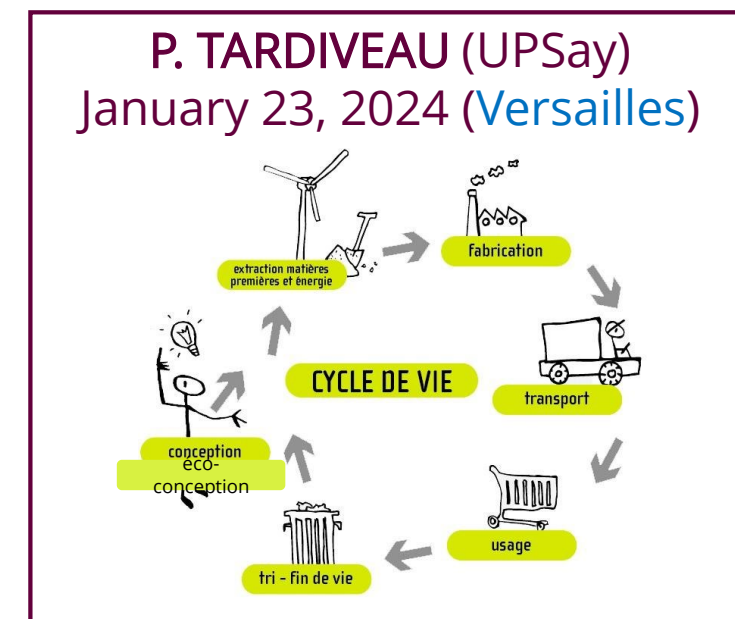 P. TARDIVEAU (UPSay)
January 23, 2024 (Versailles)
extraction matières
premières et énergie
fabrication
CYCLE DE VIE
transport
conception
éco-
conception
usage
tri - fin de vie